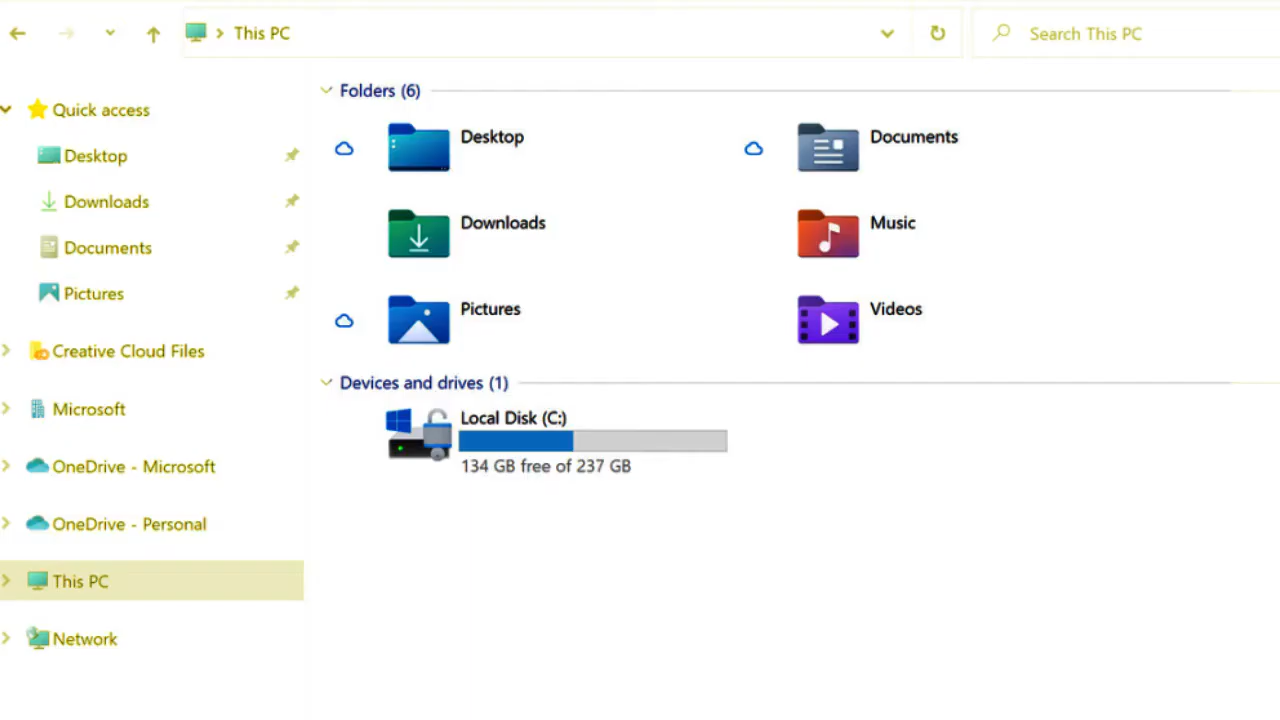 This PC
Search This PC
Quick access
Desktop
Downloads
Documents
Pictures
Creative Cloud Files
Microsoft
OneDrive - Microsoft
OneDrive - Personal
This PC
Network
Folders (6)
Desktop
Documents
Downloads
Music
Pictures
Videos
Devices and drives (1)
Local Disk (C:)
134 GB free of 237 GB